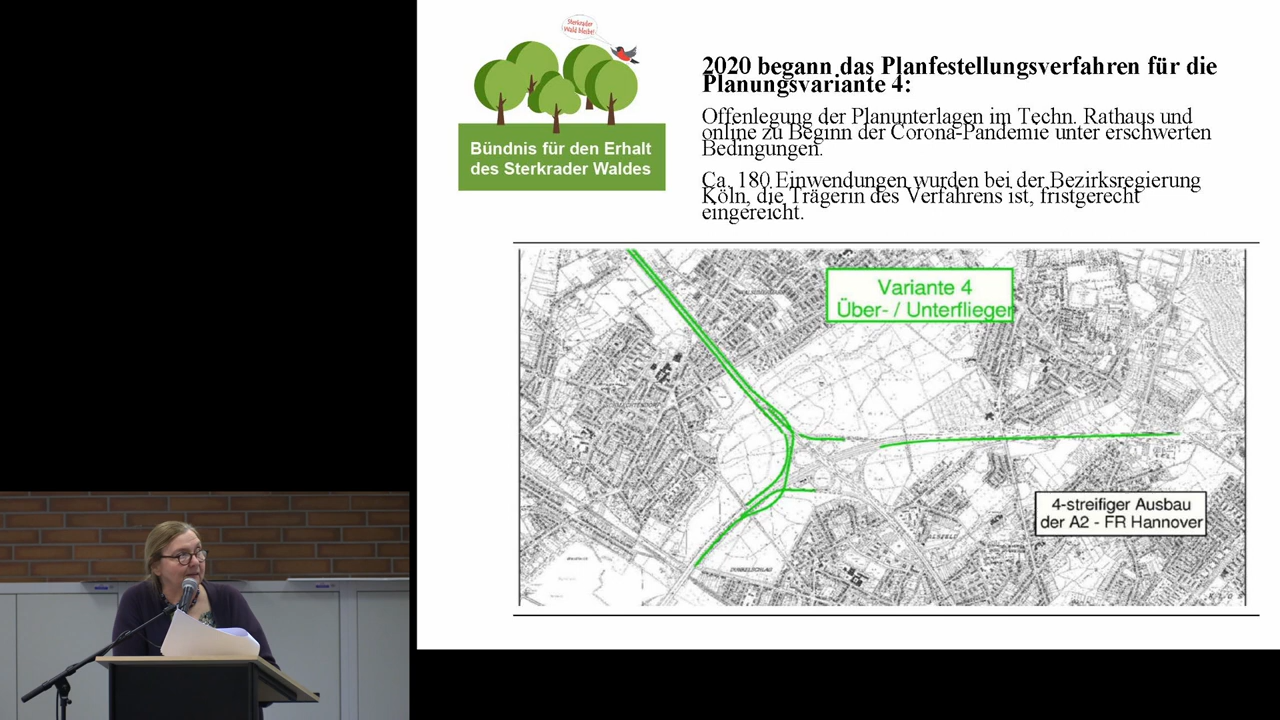 Sterkrader
Wald bleibt!
Bündnis für den Erhalt
des Sterkrader Waldes
2020 begann das Planfestellungsverfahren für die
Planungsvariante 4:
Offenlegung der Planunterlagen im Techn. Rathaus und
online zu Beginn der Corona-Pandemie unter erschwerten
Bedingungen.
Ca. 180 Einwendungen wurden bei der Bezirksregierung
Köln, die Trägerin des Verfahrens ist, fristgerecht
eingereicht.
Variante 4
Über- / Unterflieger
4-streifiger Ausbau
der A2 - FR Hannover